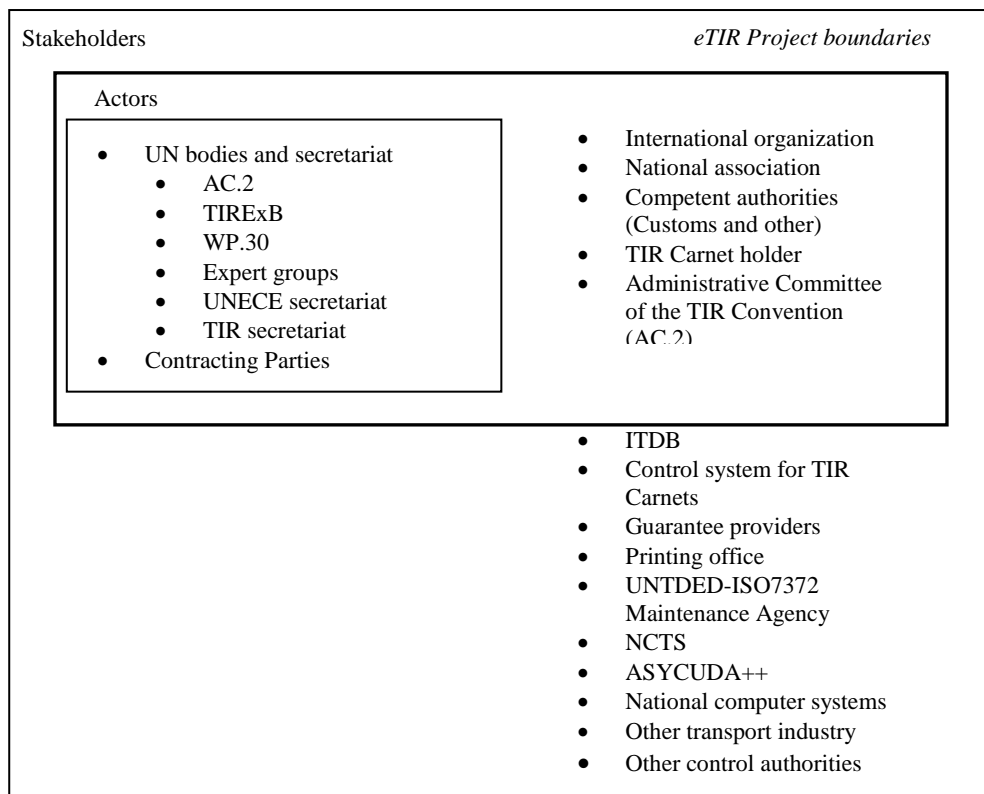 Stakeholders
eTIR Project boundaries
Actors
• UN bodies and secretariat
• AC.2
• TIRExB
• WP.30
• Expert groups
• UNECE secretariat
• TIR secretariat
• Contracting Parties
• International organization
• National association
• Competent authorities
(Customs and other)
• TIR Carnet holder
• Administrative Committee
of the TIR Convention
(AC.2)
• ITDB
• Control system for TIR
Carnets
• Guarantee providers
• Printing office
• UNTDED-ISO7372
Maintenance Agency
• NCTS
• ASYCUDA++
• National computer systems
• Other transport industry
• Other control authorities